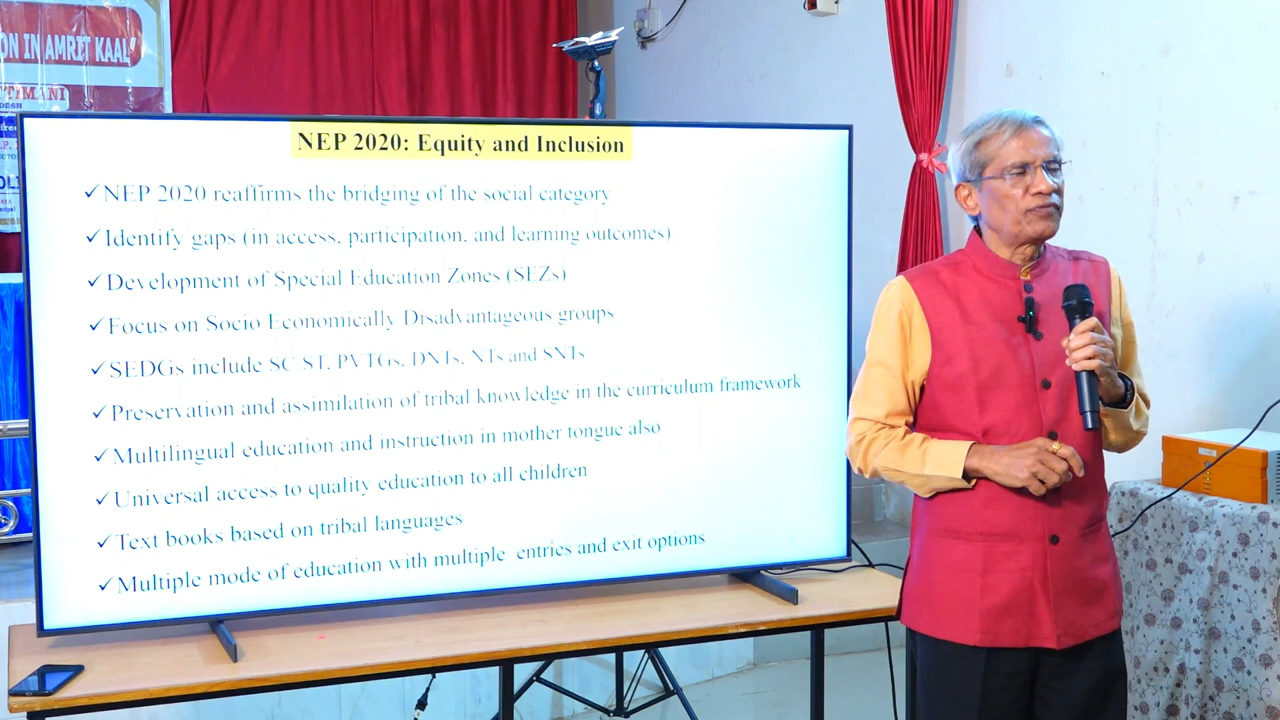 ON IN AMRIT KAAL"
NEP 2020: Equity and Inclusion
✓NEP 2020 reaffirms the bridging of the social category
✓Identify gaps (in access, participation, and learning outcomes)
✓Development of Special Education Zones (SEZs)
✓Focus on Socio Economically Disadvantageous groups
✓SEDGs include SC ST, PVTGs, DNTs, NTs and SNTs
✓Preservation and assimilation of tribal knowledge in the curriculum framework
✓Multilingual education and instruction in mother tongue also
✓Universal access to quality education to all children
✓Text books based on tribal languages
✓Multiple mode of education with multiple entries and exit options